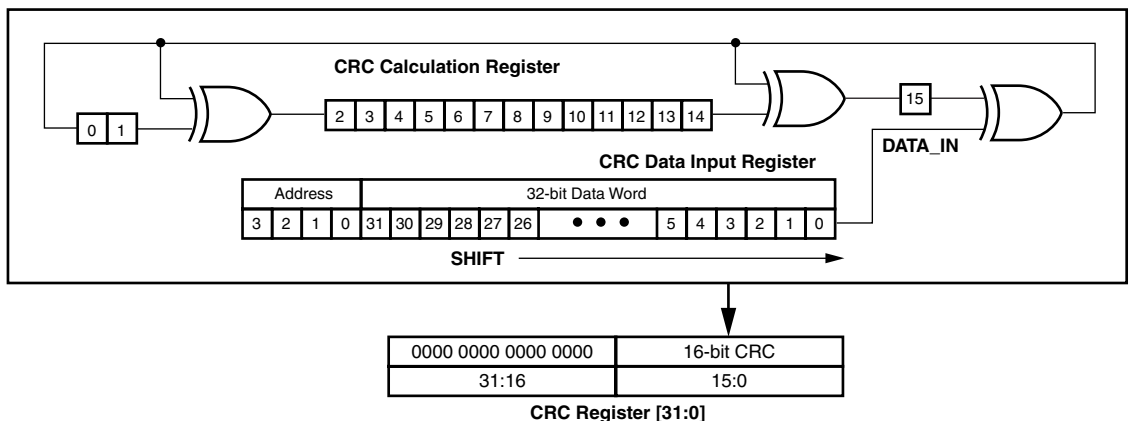 CRC Calculation Register
0 1
2 3 4 5 6 7 8 9 10 11 12 13 14
15
DATA_IN
CRC Data Input Register
Address 32-bit Data Word
3 2 1 0 31 30 29 28 27 26 • • • 5 4 3 2 1 0
SHIFT
0000 0000 0000 0000 16-bit CRC
31:16 15:0
CRC Register [31:0]